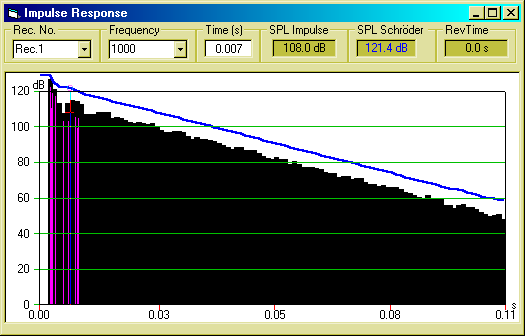 Impulse Response
Rec. No. Frequency Time (s) SPL Impulse SPL Schröder RevTime
Rec.1 1000 0.007 108.0 dB 121.4 dB 0.0 s
dB
120
100
80
60
40
20
0
0.00 0.03 0.05 0.08 0.11 s